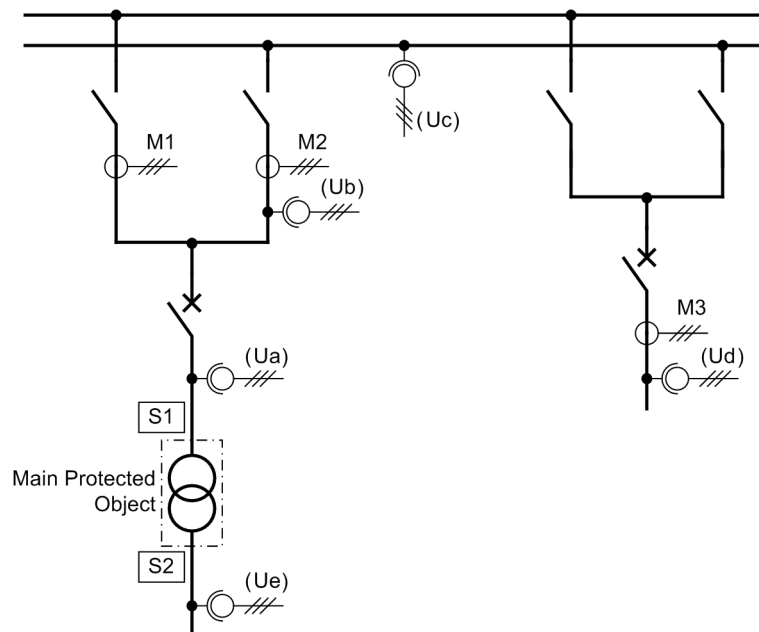 (Uc)
M1
M2
(Ub)
M3
(Ua)
(Ud)
S1
Main Protected
Object
S2
(Ue)